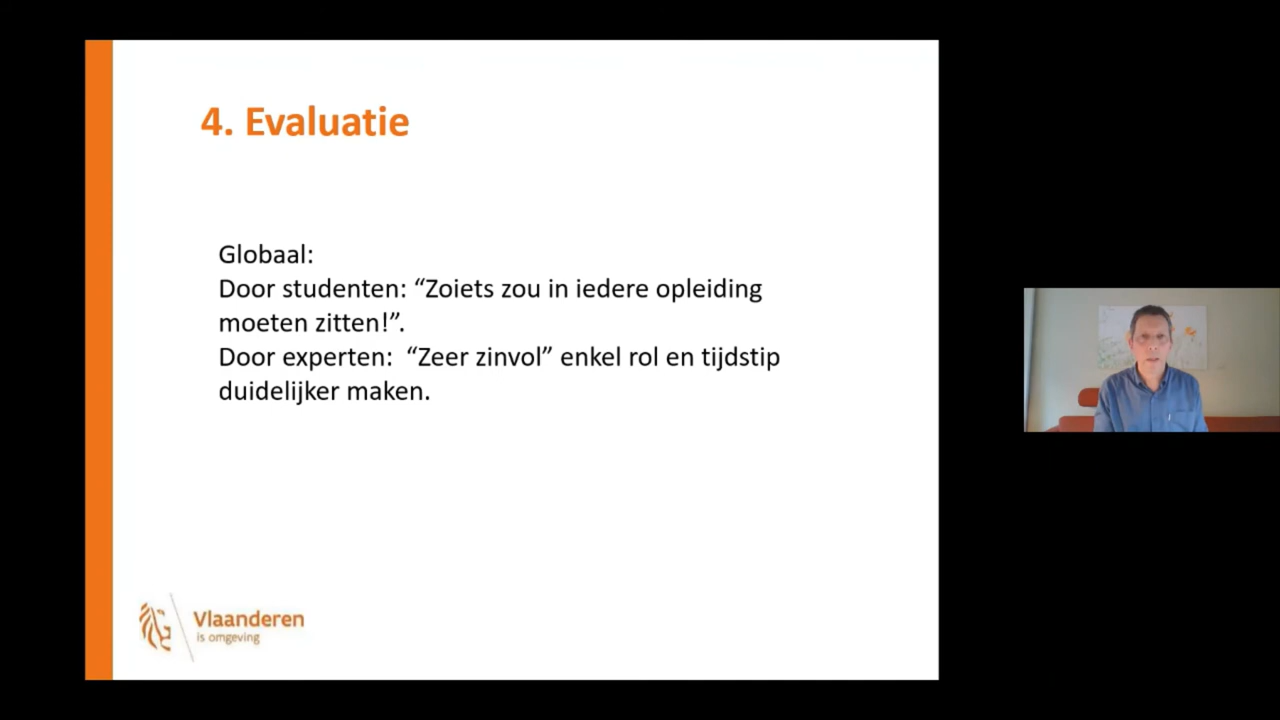 4. Evaluatie
Globaal:
Door studenten: “Zoiets zou in iedere opleiding
moeten zitten!”.
Door experten:  “Zeer zinvol” enkel rol en tijdstip
duidelijker maken.
Vlaanderen
is omgeving